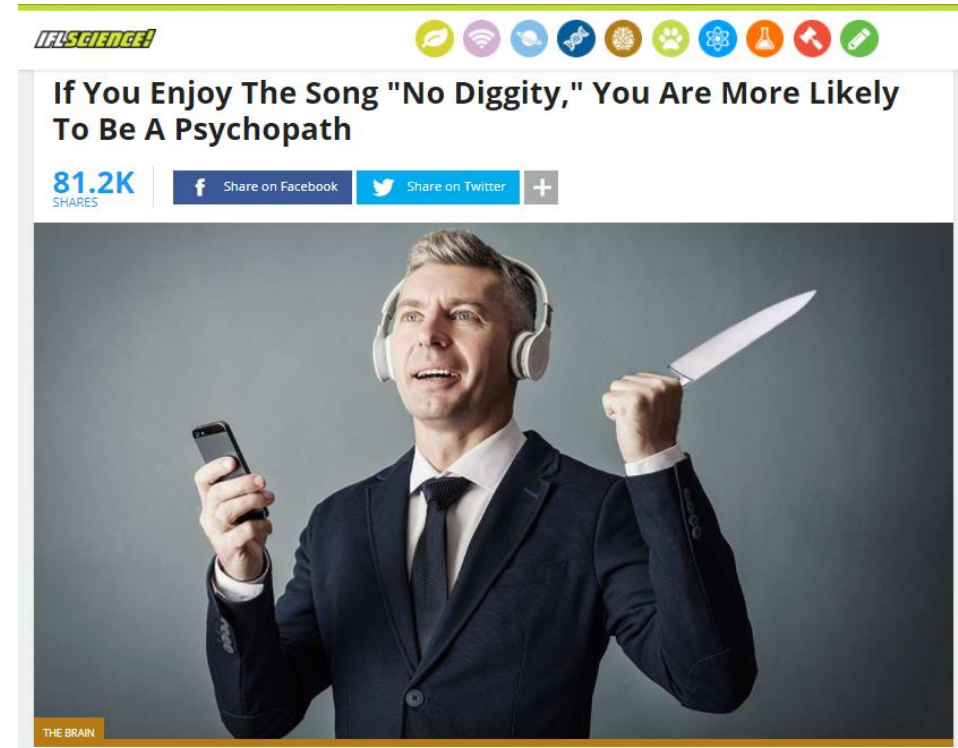 IFLSCIENCE!
If You Enjoy The Song "No Diggity," You Are More Likely
To Be A Psychopath
81.2K
SHARES
f Share on Facebook
Share on Twitter
+
THE BRAIN